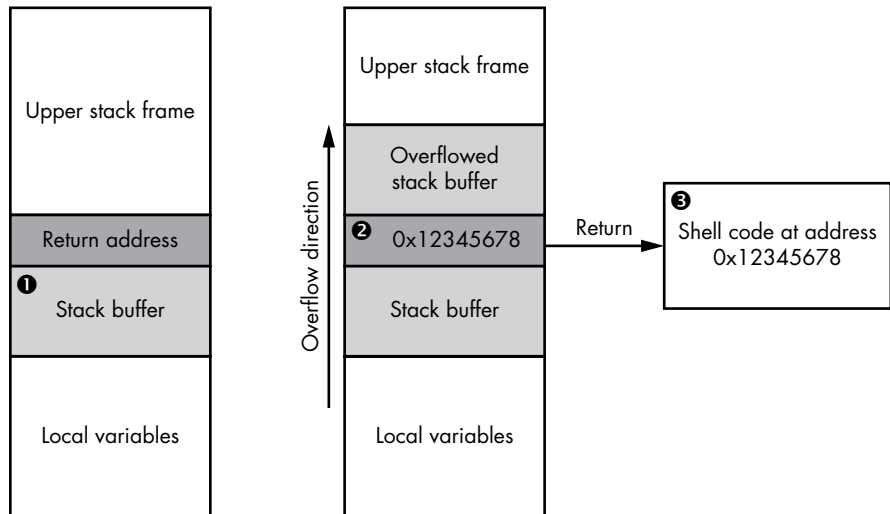 Upper stack frame
Return address
❶
Stack buffer
Local variables
Overflow direction
Upper stack frame
Overflowed
stack buffer
❷ 0x12345678
Stack buffer
Local variables
Return
❸
Shell code at address
0x12345678